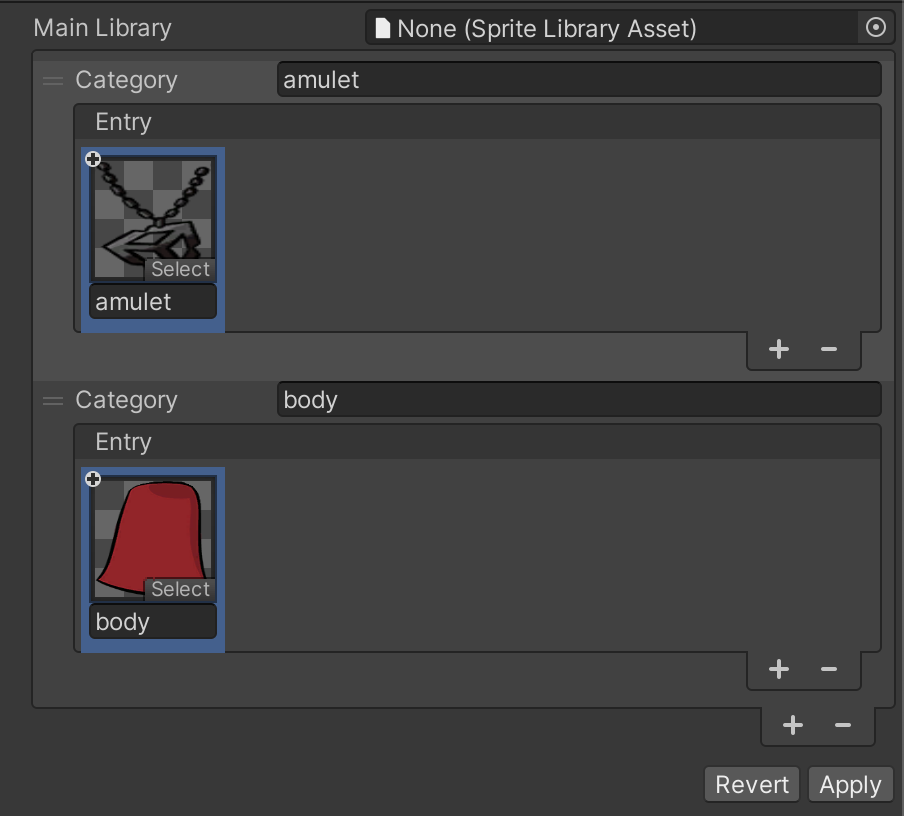 Main Library None (Sprite Library Asset)
Category amulet
Entry
Select
amulet
Category body
Entry
Select
body
Revert Apply